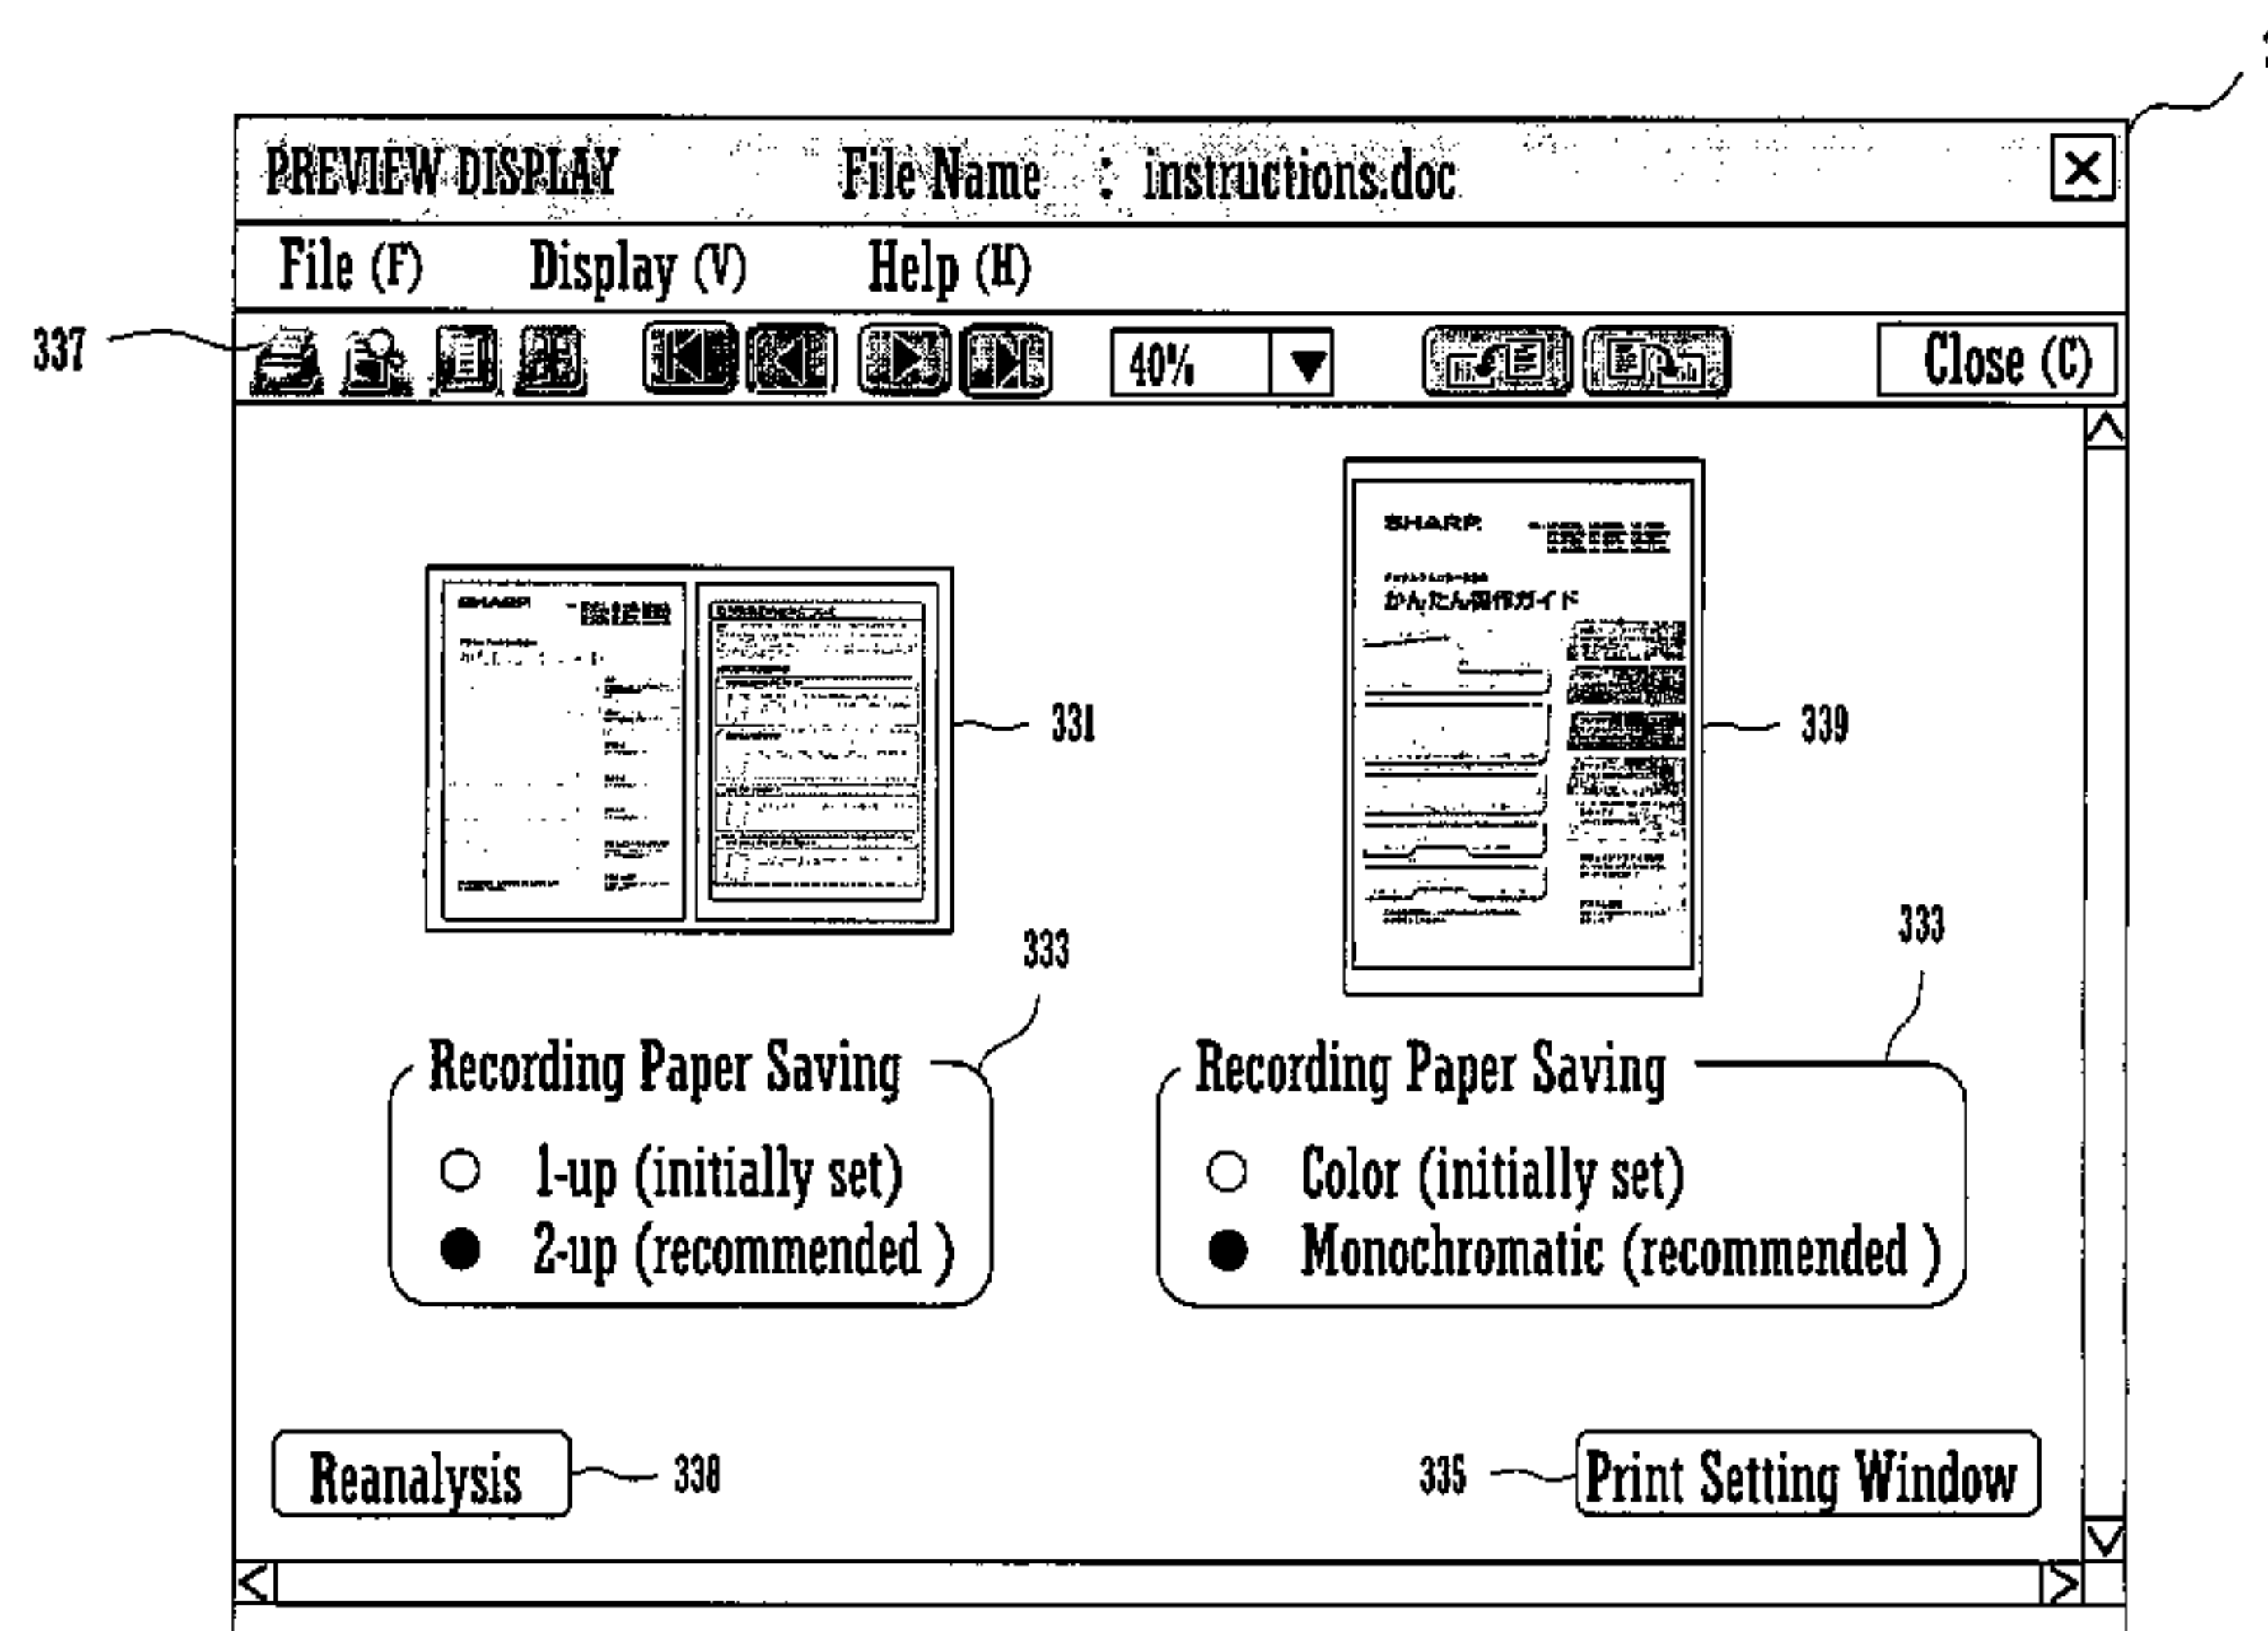 PREVIEW DISPLAY File Name : instructions.doc
File (F) Display (V) Help (H)
337
40%
Close (C)
SHARP
SHARP
かんたん操作ガイド
331
339
333
333
Recording Paper Saving
1-up (initially set)
2-up (recommended )
Recording Paper Saving
Color (initially set)
Monochromatic (recommended )
Reanalysis
338
335
Print Setting Window